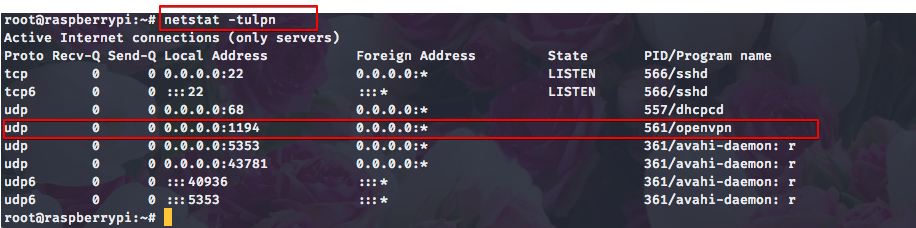 root@raspberrypi:~# netstat -tulpn
Active Internet connections (only servers)
Proto Recv-Q Send-Q Local Address           Foreign Address         State       PID/Program name
tcp        0      0 0.0.0.0:22              0.0.0.0:*               LISTEN      566/sshd
tcp6       0      0 :::22                   :::*                    LISTEN      566/sshd
udp        0      0 0.0.0.0:68              0.0.0.0:*                           557/dhcpcd
udp        0      0 0.0.0.0:1194            0.0.0.0:*                           561/openvpn
udp        0      0 0.0.0.0:5353            0.0.0.0:*                           361/avahi-daemon: r
udp        0      0 0.0.0.0:43781           0.0.0.0:*                           361/avahi-daemon: r
udp6       0      0 :::40936                :::*                                361/avahi-daemon: r
udp6       0      0 :::5353                 :::*                                361/avahi-daemon: r
root@raspberrypi:~#